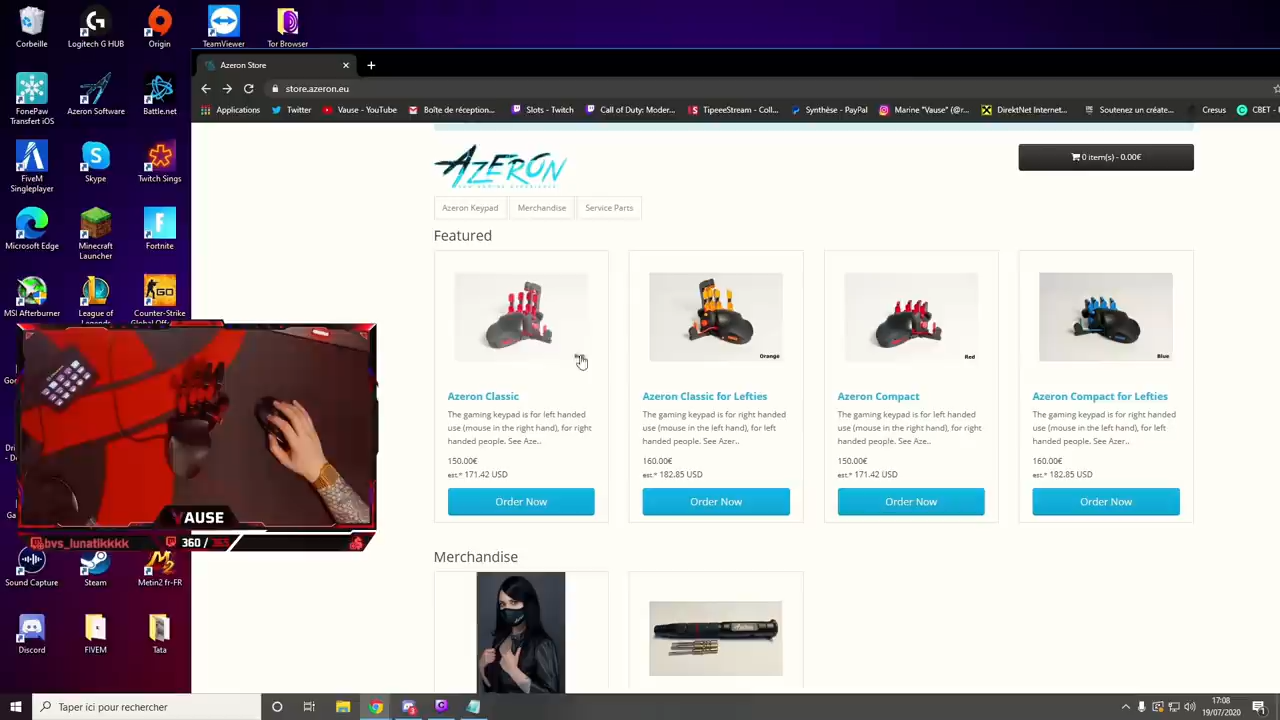 Corbeille
Logitech G HUB
Origin
TeamViewer
Tor Browser
FonePaw Transfert iOS
Azeron Software
Battle.net
FiveM Singleplayer
Skype
Twitch Sings
Microsoft Edge
Minecraft Launcher
Fortnite
MSI Afterburner
League of Legends
Counter-Strike Global Off
Sound Capture
Steam
Metin2 fr-FR
Discord
FIVEM
Tata
Azeron Store
store.azeron.eu
Applications
Twitter
Vause - YouTube
Boîte de réception...
Slots - Twitch
Call of Duty: Moder...
TipeeeStream - Coll...
Synthèse - PayPal
Marine "Vause" (@r...
DirektNet Internet...
Soutenez un créate...
Cresus
CBET -
AZERON
0 item(s) - 0.00€
Azeron Keypad
Merchandise
Service Parts
Featured
Orange
Red
Blue
Azeron Classic
The gaming keypad is for left handed
use (mouse in the right hand), for right
handed people. See Aze..
150.00€
est.* 171.42 USD
Order Now
Azeron Classic for Lefties
The gaming keypad is for right handed
use (mouse in the left hand), for left
handed people. See Azer..
160.00€
est.* 182.85 USD
Order Now
Azeron Compact
The gaming keypad is for left handed
use (mouse in the right hand), for right
handed people. See Aze..
150.00€
est.* 171.42 USD
Order Now
Azeron Compact for Lefties
The gaming keypad is for right handed
use (mouse in the left hand), for left
handed people. See Azer..
160.00€
est.* 182.85 USD
Order Now
Merchandise
VAUSE
bvs_lunatikkkk
360 /
Taper ici pour rechercher
17:08
19/07/2020